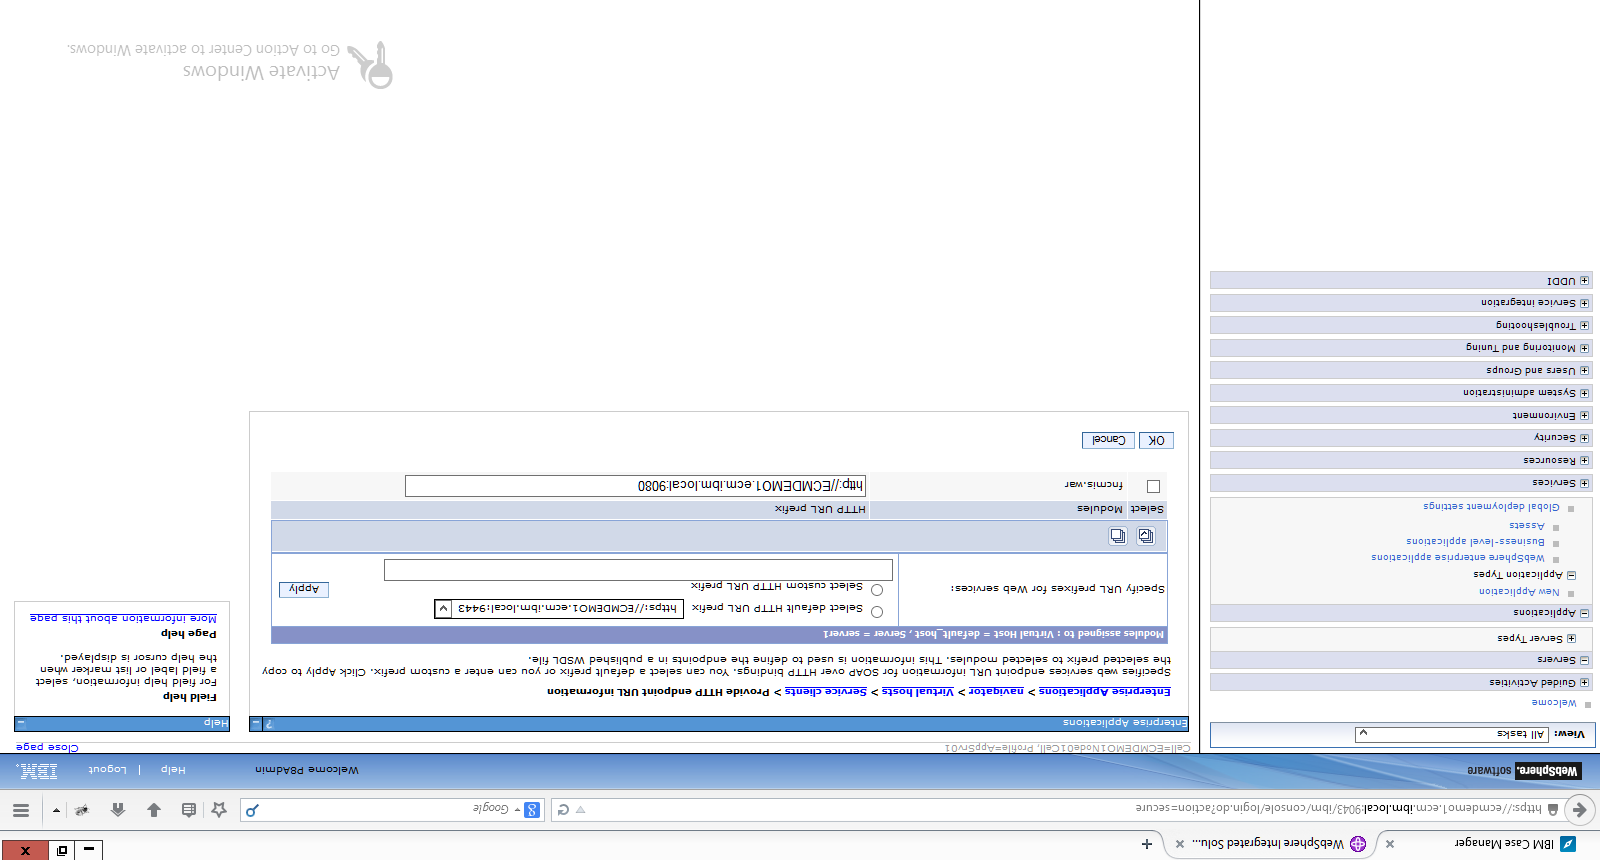 IBM Case Manager
WebSphere Integrated Solu...
https://ecmdemo1.ecm.ibm.local:9043/ibm/console/login.do?action=secure
Google
WebSphere. software
Welcome P8Admin
Help | Logout
IBM.
View: All tasks
Welcome
Guided Activities
Servers
Server Types
Applications
New Application
Application Types
WebSphere enterprise applications
Business-level applications
Assets
Global deployment settings
Services
Resources
Security
Environment
System administration
Users and Groups
Monitoring and Tuning
Troubleshooting
Service integration
UDDI
Cell=ECMDEMO1Node01Cell, Profile=AppSrv01
Close page
Enterprise Applications
Enterprise Applications > navigator > Virtual hosts > Service clients > Provide HTTP endpoint URL information
Specifies web services endpoint URL information for SOAP over HTTP bindings. You can select a default prefix or you can enter a custom prefix. Click Apply to copy
the selected prefix to selected modules. This information is used to define the endpoints in a published WSDL file.
Modules assigned to : Virtual Host = default_host , Server = server1
Specify URL prefixes for Web services:
Select default HTTP URL prefix https://ECMDEMO1.ecm.ibm.local:9443
Select custom HTTP URL prefix
Apply
Select Modules HTTP URL prefix
fncmis.war http://ECMDEMO1.ecm.ibm.local:9080
OK Cancel
Help
Field help
For field help information, select
a field label or list marker when
the help cursor is displayed.
Page help
More information about this page
Activate Windows
Go to Action Center to activate Windows.